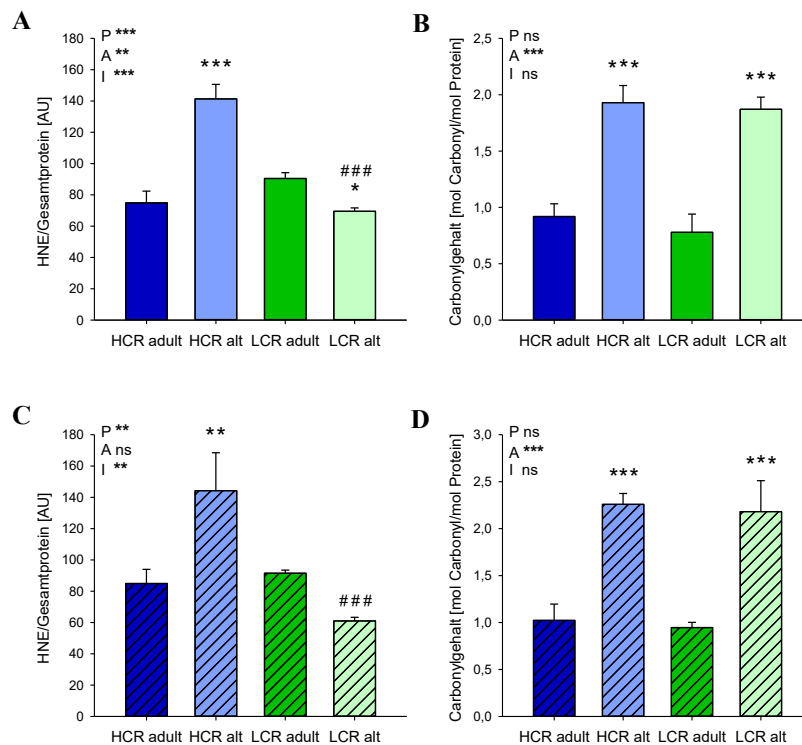 A
P ***
A **
I ***
HNE/Gesamtprotein [AU]
180
160
140
120
100
80
60
40
20
0
***
###
*
HCR adult HCR alt LCR adult LCR alt
B
P ns
A ***
I ns
Carbonylgehalt [mol Carbonyl/mol Protein]
2,5
2,0
1,5
1,0
0,5
0,0
***
***
HCR adult HCR alt LCR adult LCR alt
C
P **
A ns
I **
HNE/Gesamtprotein [AU]
180
160
140
120
100
80
60
40
20
0
**
###
HCR adult HCR alt LCR adult LCR alt
D
P ns
A ***
I ns
Carbonylgehalt [mol Carbonyl/mol Protein]
3,0
2,5
2,0
1,5
1,0
0,5
0,0
***
***
HCR adult HCR alt LCR adult LCR alt